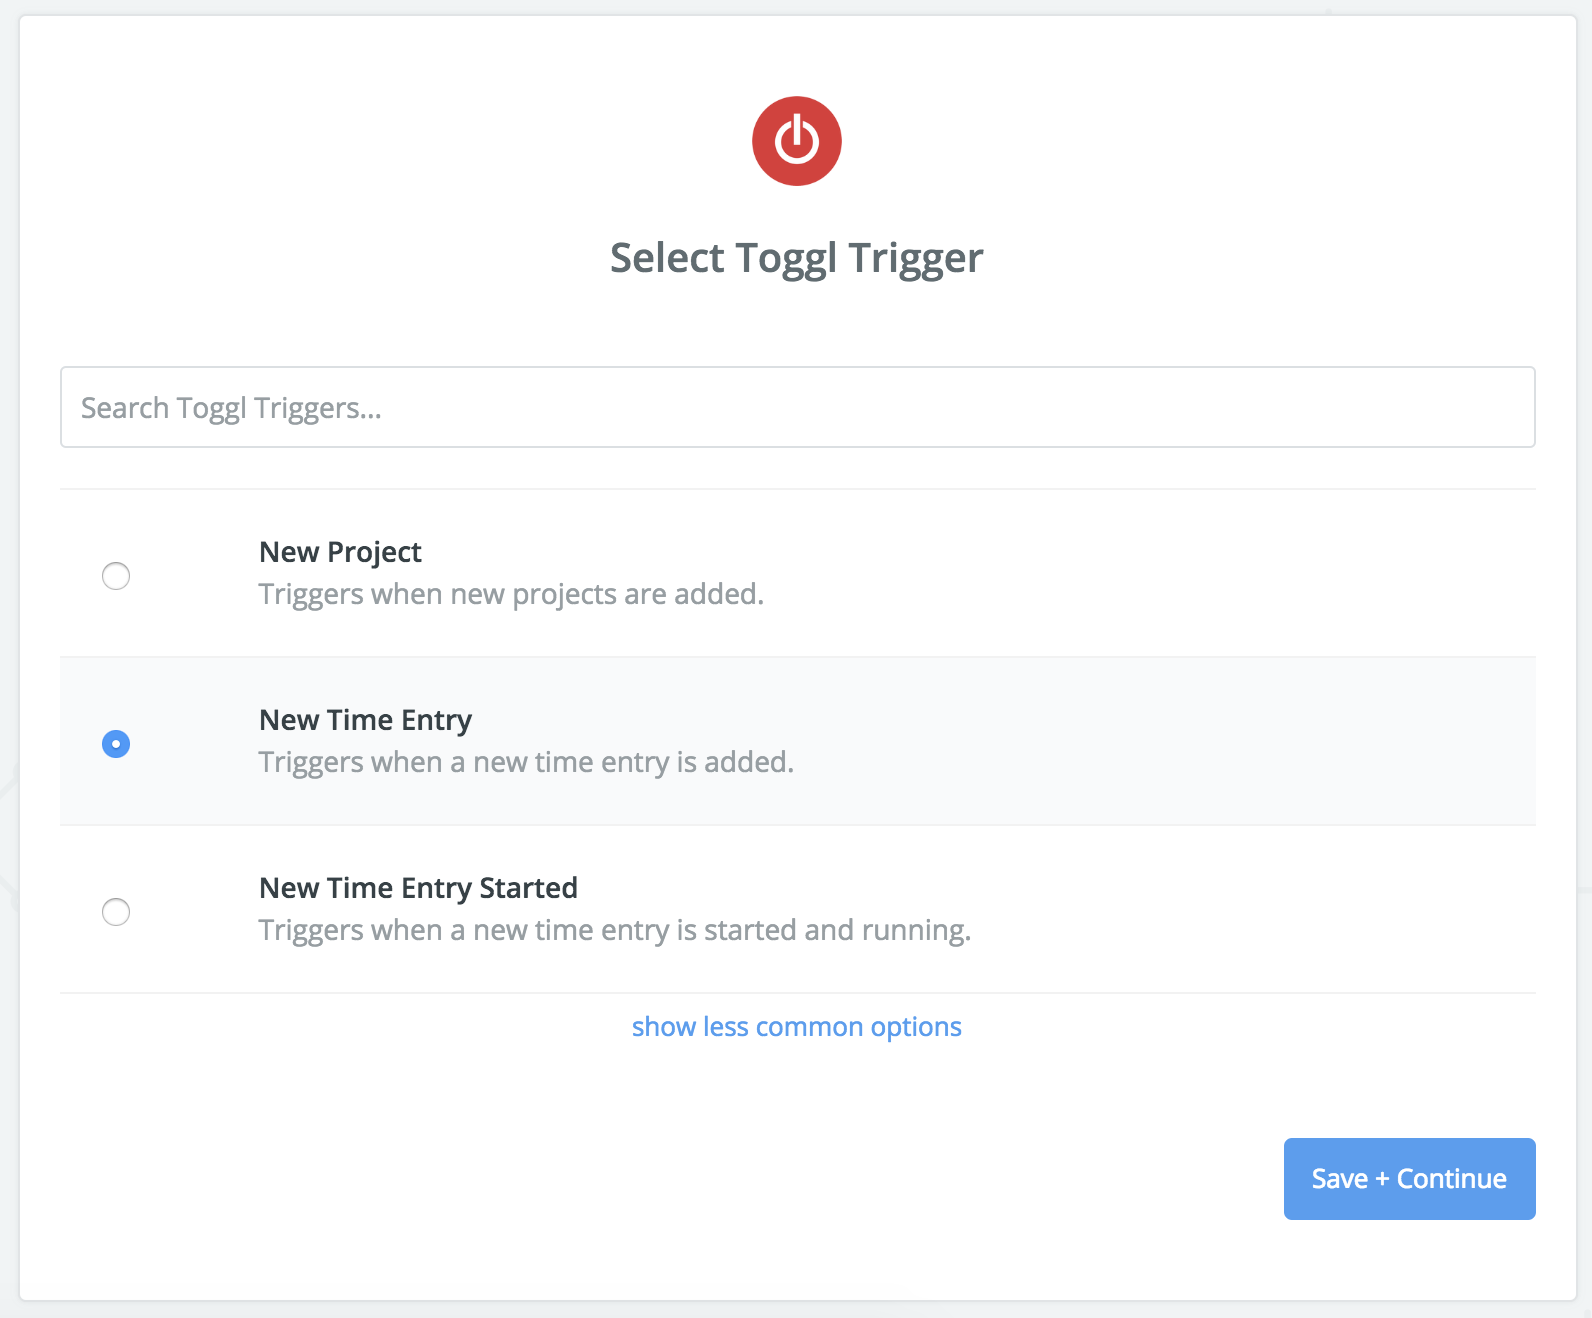 Select Toggl Trigger
Search Toggl Triggers...
New Project
Triggers when new projects are added.
New Time Entry
Triggers when a new time entry is added.
New Time Entry Started
Triggers when a new time entry is started and running.
show less common options
Save + Continue